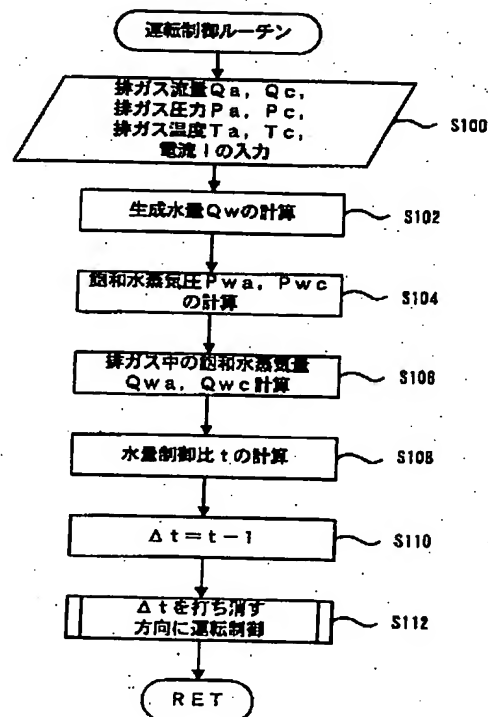 運転制御ルーチン
排ガス流量Qa，Qc，
排ガス圧力Pa，Pc，
排ガス温度Ta，Tc，
電流Iの入力
S100
生成水量Qwの計算
S102
飽和水蒸気圧Pwa，Pwc
の計算
S104
排ガス中の飽和水蒸気量
Qwa，Qwc計算
S106
水量制御比tの計算
S108
Δt＝t－1
S110
Δtを打ち消す
方向に運転制御
S112
RET